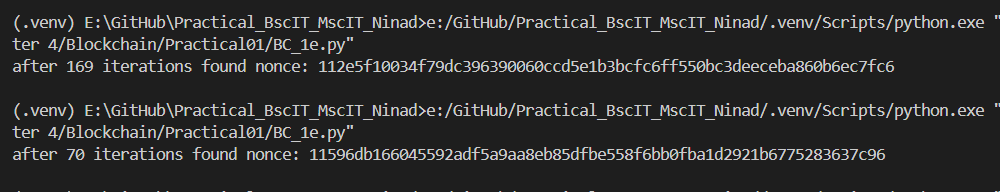 (.venv) E:\GitHub\Practical_BscIT_MscIT_Ninad>e:/GitHub/Practical_BscIT_MscIT_Ninad/.venv/Scripts/python.exe "
ter 4/Blockchain/Practical01/BC_1e.py"
after 169 iterations found nonce: 112e5f10034f79dc396390060ccd5e1b3bcfc6ff550bc3deeceba860b6ec7fc6
(.venv) E:\GitHub\Practical_BscIT_MscIT_Ninad>e:/GitHub/Practical_BscIT_MscIT_Ninad/.venv/Scripts/python.exe "
ter 4/Blockchain/Practical01/BC_1e.py"
after 70 iterations found nonce: 11596db166045592adf5a9aa8eb85dfbe558f6bb0fba1d2921b6775283637c96